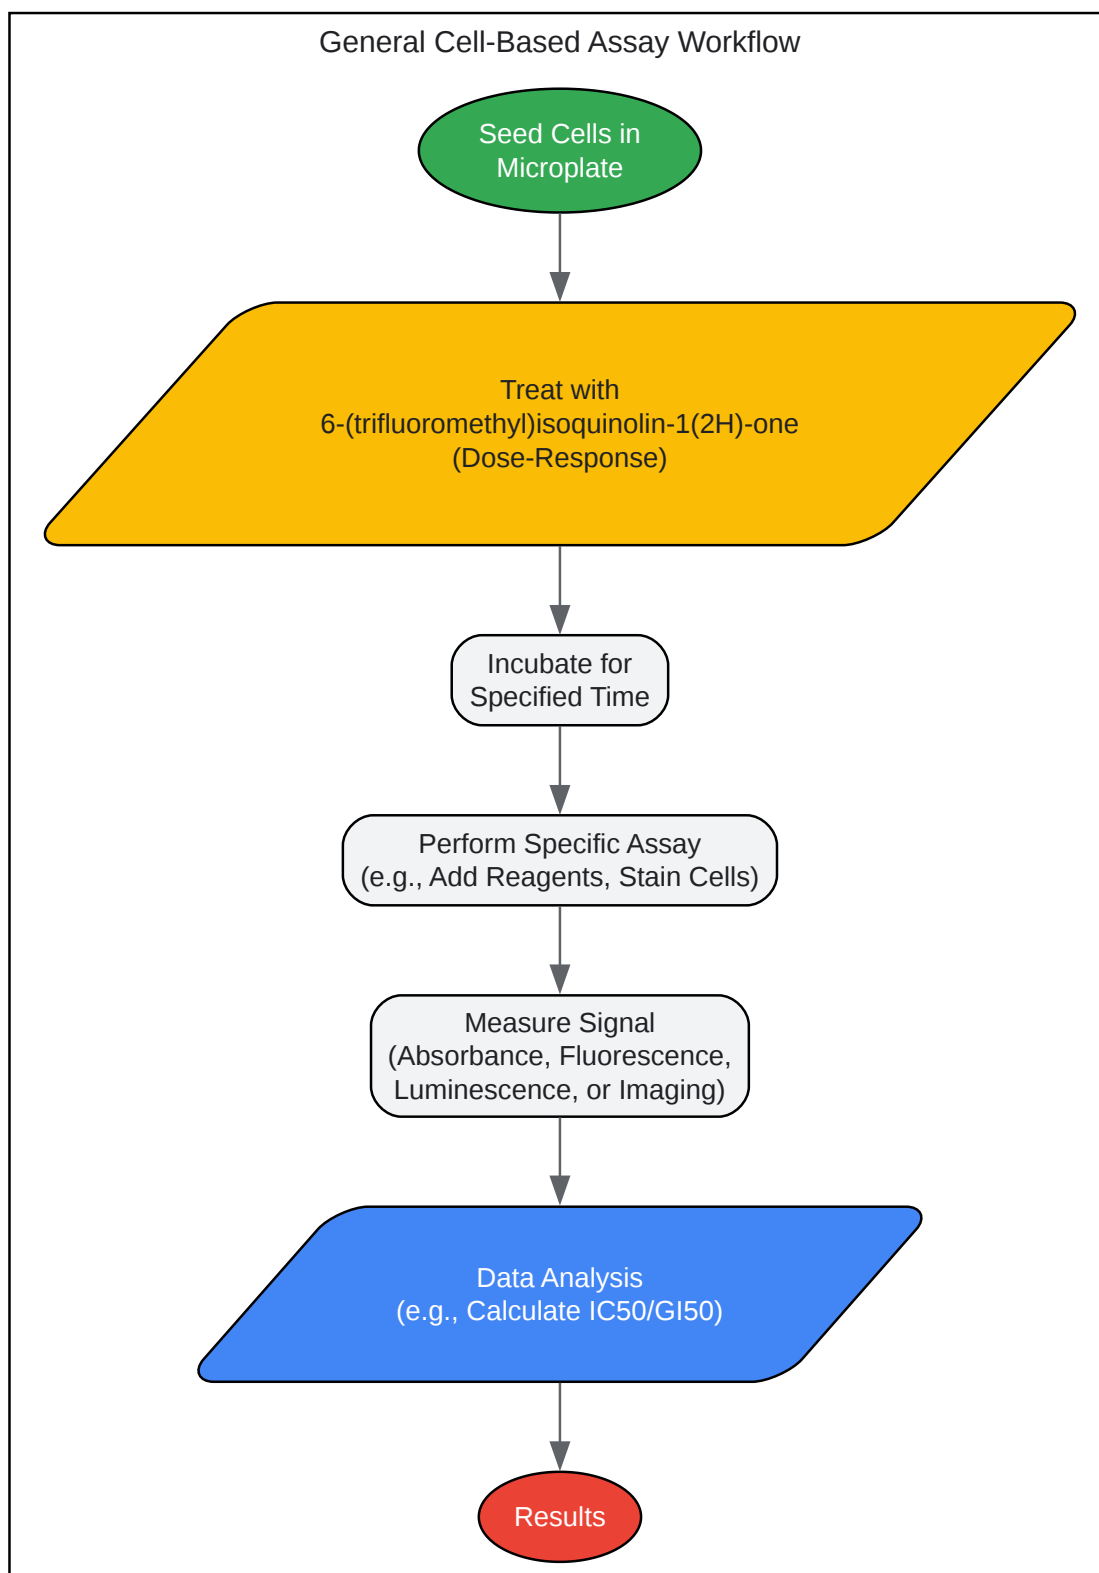 General Cell-Based Assay Workflow
Seed Cells in
Microplate
Treat with
6-(trifluoromethyl)isoquinolin-1(2H)-one
(Dose-Response)
Incubate for
Specified Time
Perform Specific Assay
(e.g., Add Reagents, Stain Cells)
Measure Signal
(Absorbance, Fluorescence,
Luminescence, or Imaging)
Data Analysis
(e.g., Calculate IC50/GI50)
Results